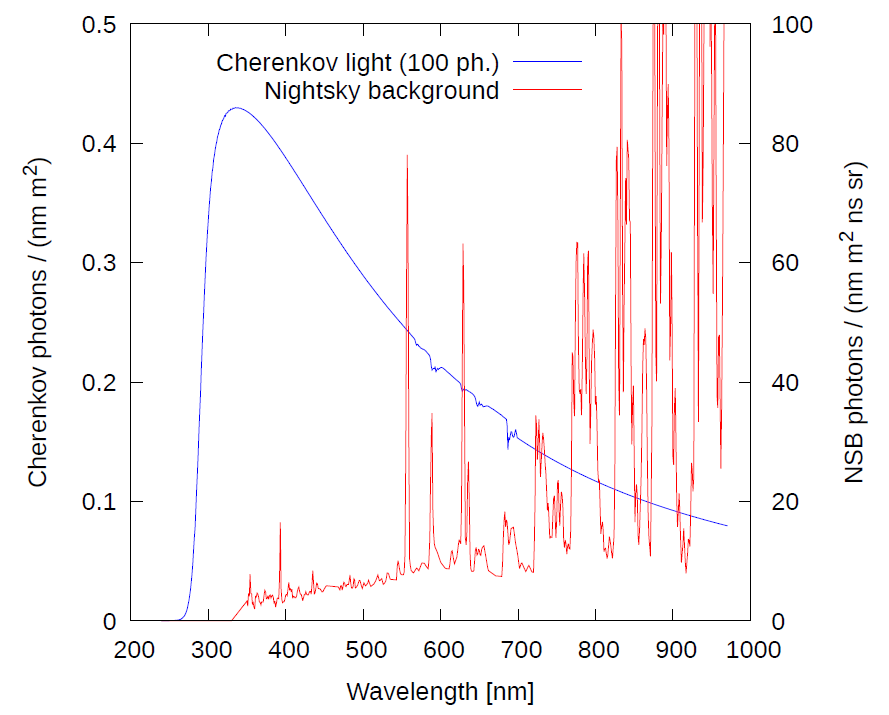 0.5
100
Cherenkov light (100 ph.)
Nightsky background
0.4
80
0.3
60
0.2
40
0.1
20
0
0
Cherenkov photons / (nm m²)
NSB photons / (nm m² ns sr)
200 300 400 500 600 700 800 900 1000
Wavelength [nm]